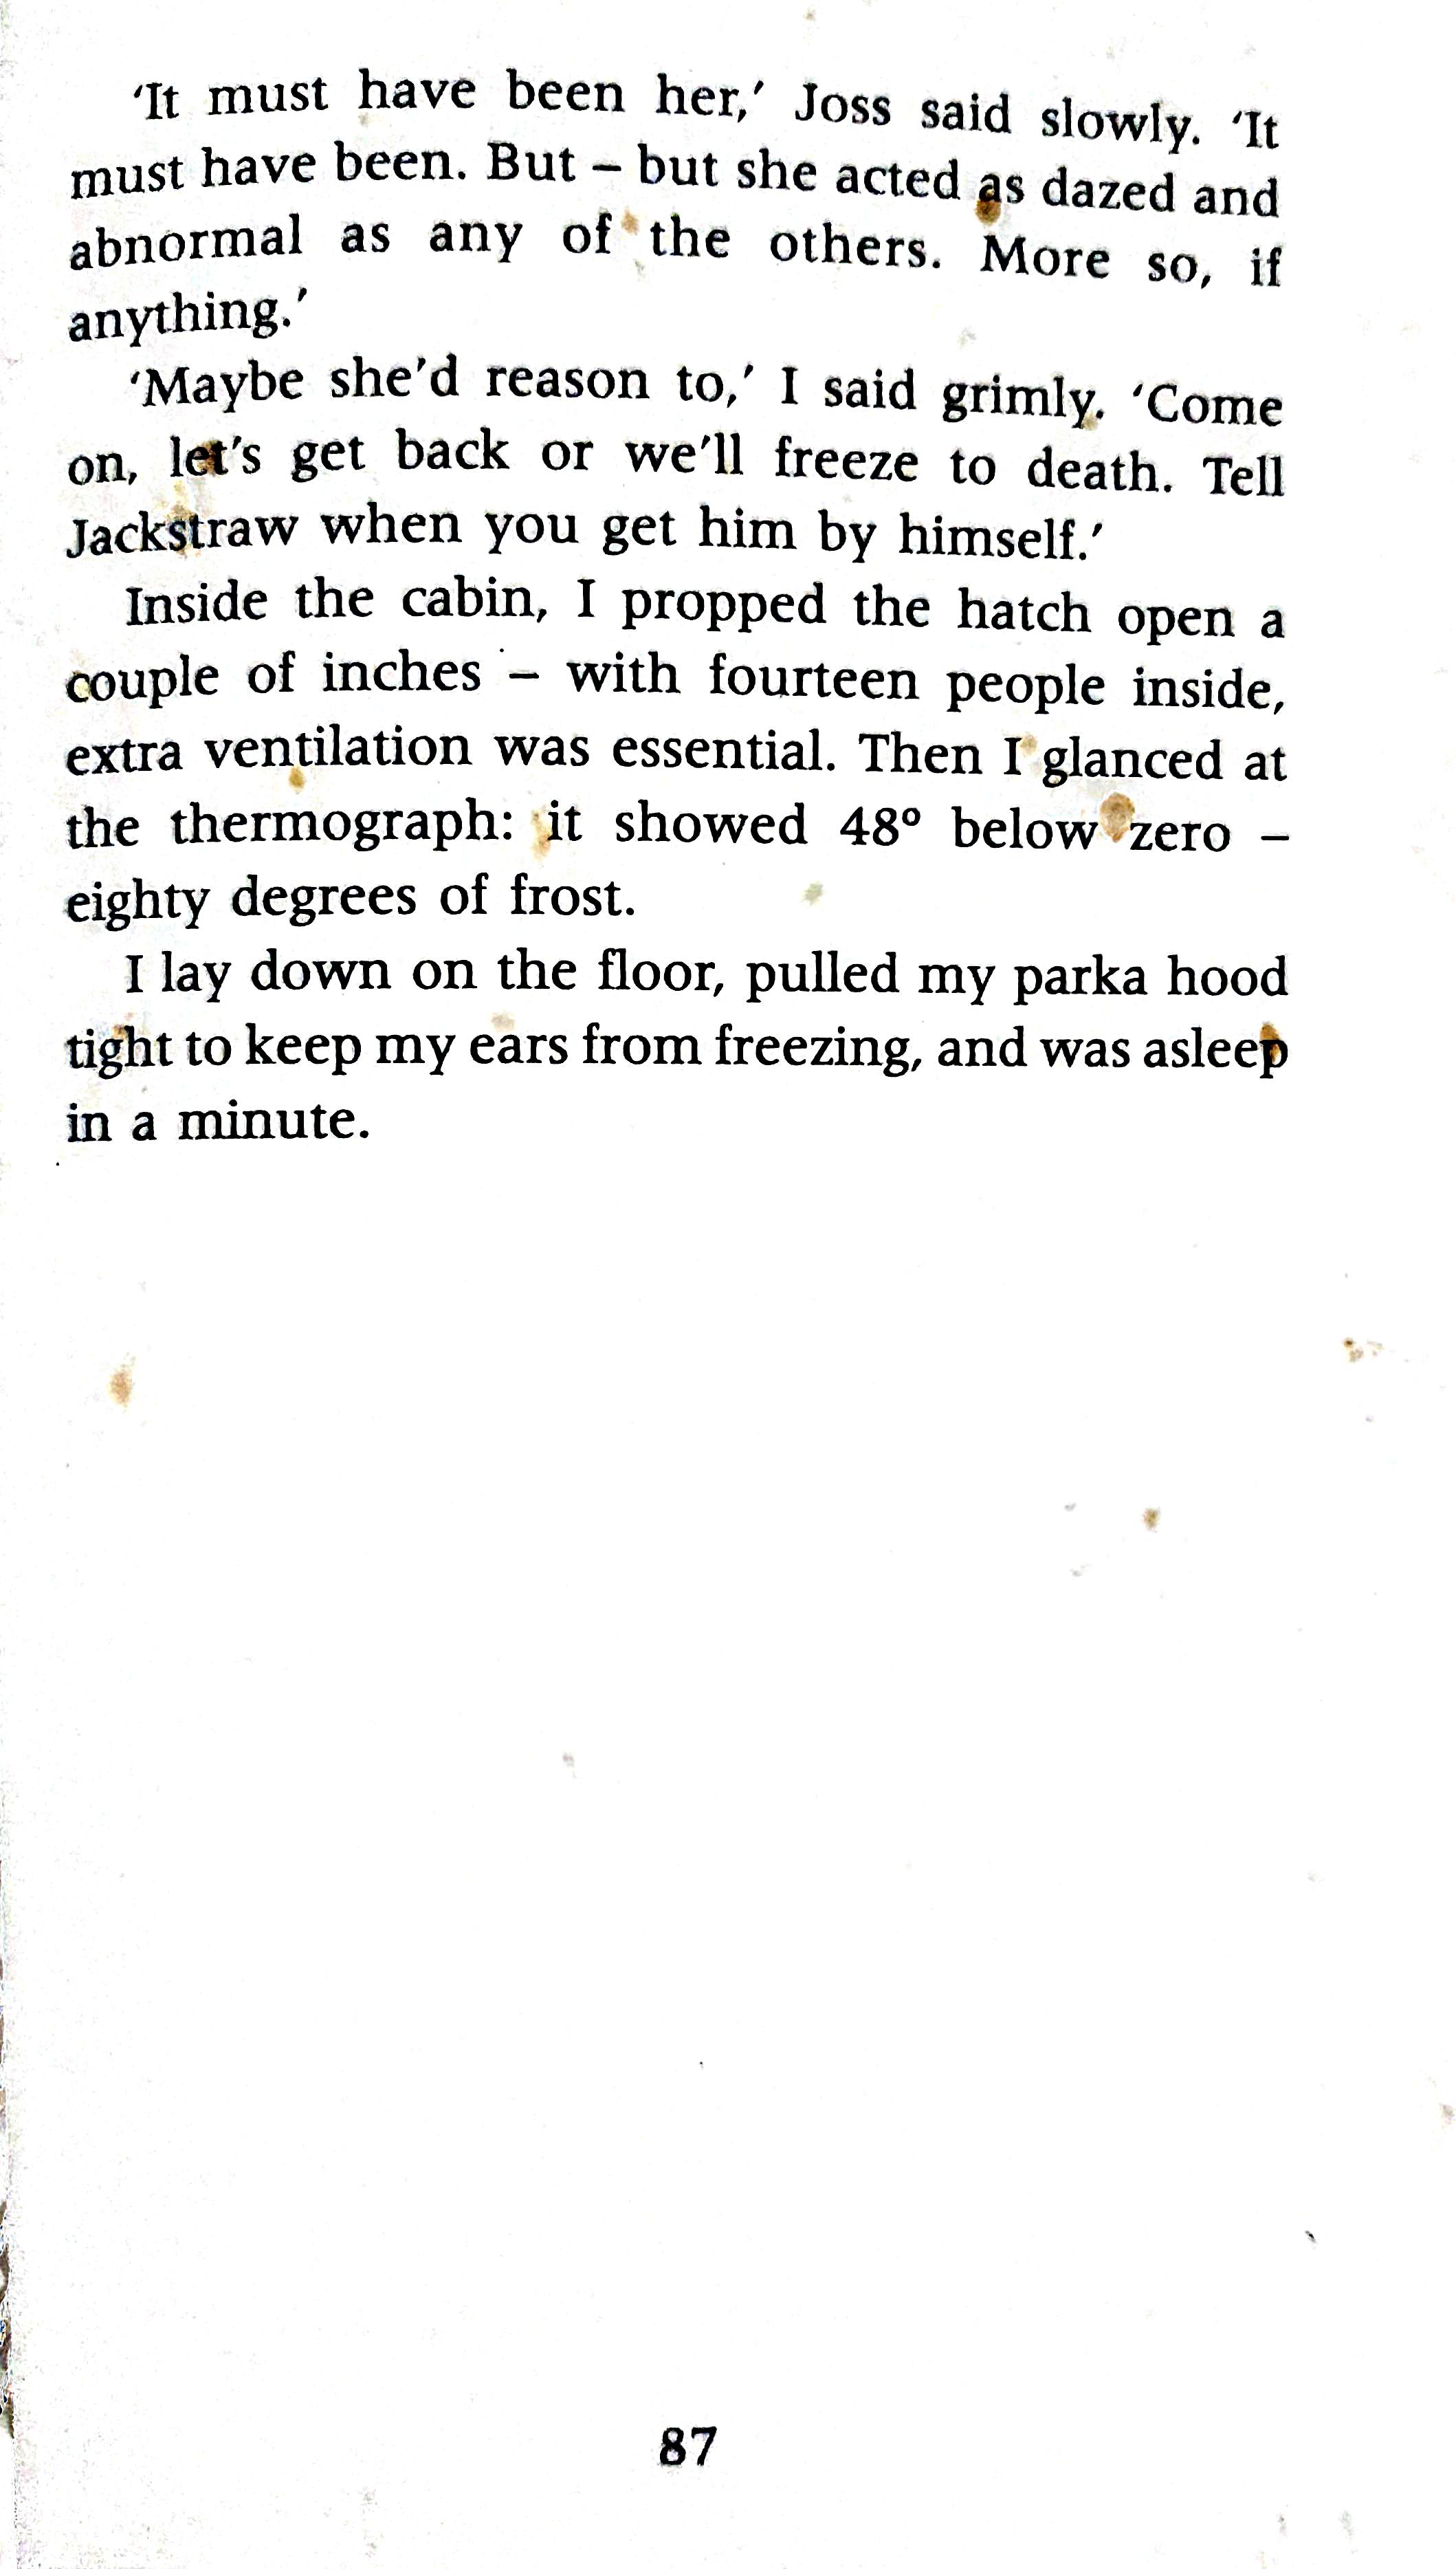 ‘It must have been her,’ Joss said slowly. ‘It
must have been. But – but she acted as dazed and
abnormal as any of the others. More so, if
anything.’
‘Maybe she’d reason to,’ I said grimly. ‘Come
on, let’s get back or we’ll freeze to death. Tell
Jackstraw when you get him by himself.’
Inside the cabin, I propped the hatch open a
couple of inches – with fourteen people inside,
extra ventilation was essential. Then I glanced at
the thermograph: it showed 48º below zero –
eighty degrees of frost.
I lay down on the floor, pulled my parka hood
tight to keep my ears from freezing, and was asleep
in a minute.
87